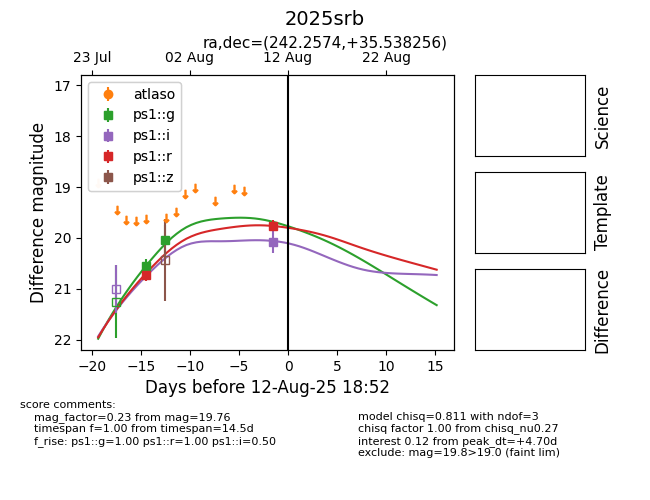 2025srb
ra,dec=(242.2574,+35.538256)
23 Jul 02 Aug 12 Aug 22 Aug
17
18
19
20
21
22
Difference magnitude
atlaso
ps1::g
ps1::i
ps1::r
ps1::z
−20 −15 −10 −5 0 5 10 15
Days before 12-Aug-25 18:52
Science
Template
Difference
score comments:
mag_factor=0.23 from mag=19.76
timespan f=1.00 from timespan=14.5d
f_rise: ps1::g=1.00 ps1::r=1.00 ps1::i=0.50
model chisq=0.811 with ndof=3
chisq factor 1.00 from chisq_nu0.27
interest 0.12 from peak_dt=+4.70d
exclude: mag=19.8>19.0 (faint lim)